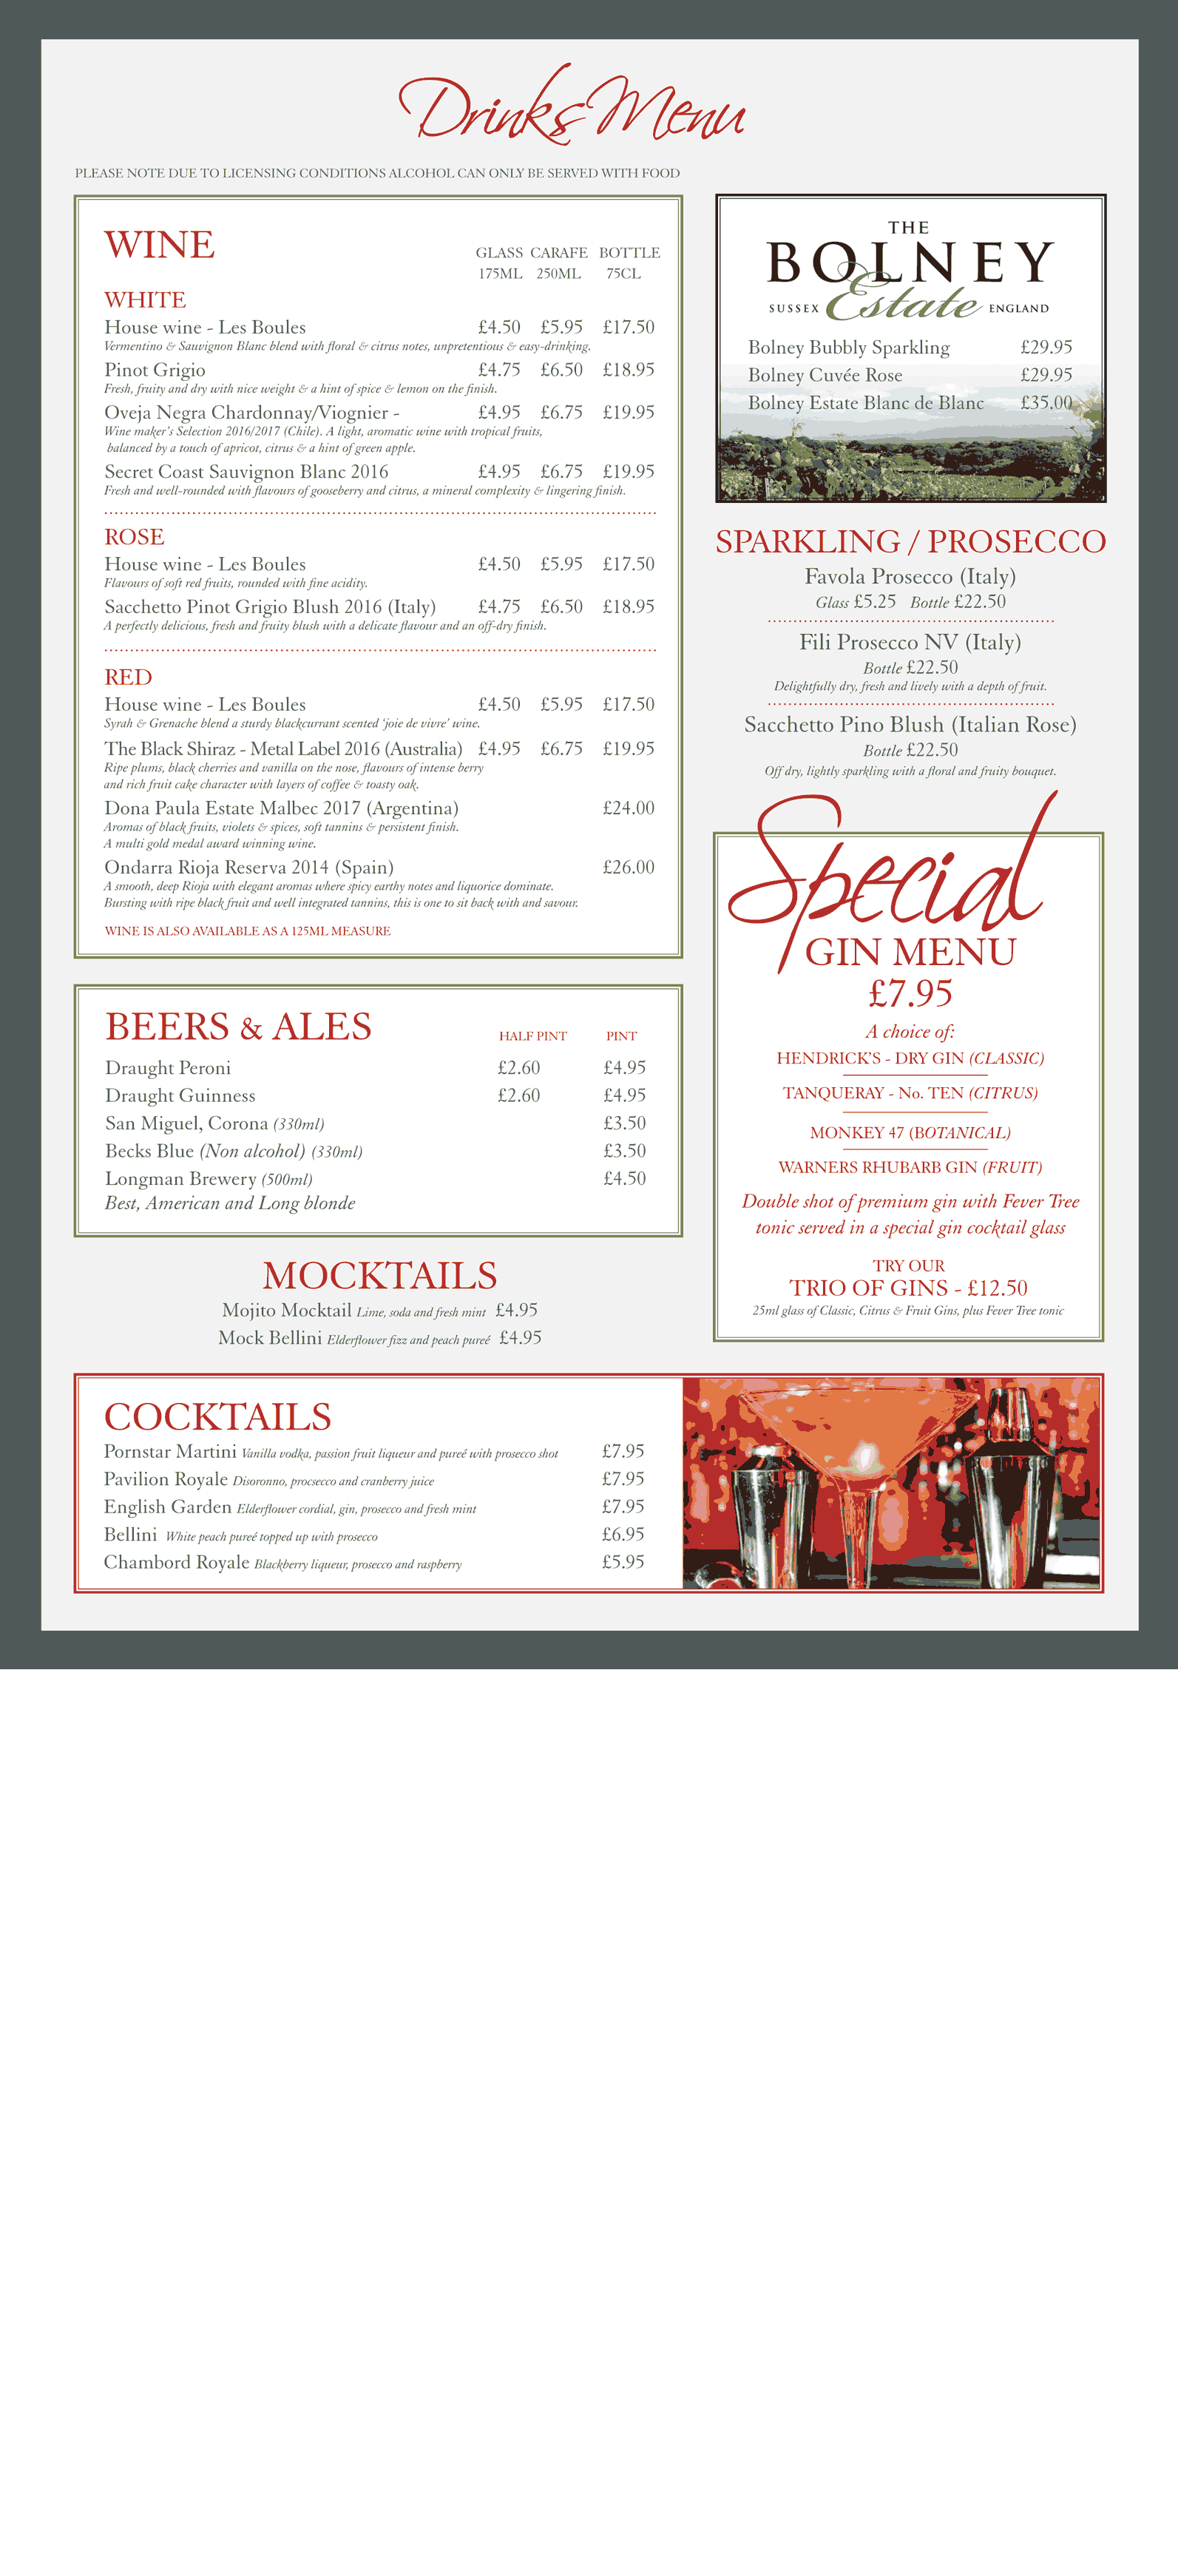 Drinks Menu
PLEASE NOTE DUE TO LICENSING CONDITIONS ALCOHOL CAN ONLY BE SERVED WITH FOOD
WINE
GLASS CARAFE BOTTLE
175ML 250ML 75CL
WHITE
House wine - Les Boules £4.50 £5.95 £17.50
Vermentino & Sauvignon Blanc blend with floral & citrus notes, unpretentious & easy-drinking.
Pinot Grigio £4.75 £6.50 £18.95
Fresh, fruity and dry with nice weight & a hint of spice & lemon on the finish.
Oveja Negra Chardonnay/Viognier - £4.95 £6.75 £19.95
Wine maker's Selection 2016/2017 (Chile). A light, aromatic wine with tropical fruits,
balanced by a touch of apricot, citrus & a hint of green apple.
Secret Coast Sauvignon Blanc 2016 £4.95 £6.75 £19.95
Fresh and well-rounded with flavours of gooseberry and citrus, a mineral complexity & lingering finish.
ROSE
House wine - Les Boules £4.50 £5.95 £17.50
Flavours of soft red fruits, rounded with fine acidity.
Sacchetto Pinot Grigio Blush 2016 (Italy) £4.75 £6.50 £18.95
A perfectly delicious, fresh and fruity blush with a delicate flavour and an off-dry finish.
RED
House wine - Les Boules £4.50 £5.95 £17.50
Syrah & Grenache blend a sturdy blackcurrant scented 'joie de vivre' wine.
The Black Shiraz - Metal Label 2016 (Australia) £4.95 £6.75 £19.95
Ripe plums, black cherries and vanilla on the nose, flavours of intense berry
and rich fruit cake character with layers of coffee & toasty oak.
Dona Paula Estate Malbec 2017 (Argentina) £24.00
Aromas of black fruits, violets & spices, soft tannins & persistent finish.
A multi gold medal award winning wine.
Ondarra Rioja Reserva 2014 (Spain) £26.00
A smooth, deep Rioja with elegant aromas where spicy earthy notes and liquorice dominate.
Bursting with ripe black fruit and well integrated tannins, this is one to sit back with and savour.
WINE IS ALSO AVAILABLE AS A 125ML MEASURE
BEERS & ALES HALF PINT PINT
Draught Peroni £2.60 £4.95
Draught Guinness £2.60 £4.95
San Miguel, Corona (330ml) £3.50
Becks Blue (Non alcohol) (330ml) £3.50
Longman Brewery (500ml) £4.50
Best, American and Long blonde
MOCKTAILS
Mojito Mocktail Lime, soda and fresh mint £4.95
Mock Bellini Elderflower fizz and peach pureé £4.95
THE
BOLNEY
Estate
SUSSEX ENGLAND
Bolney Bubbly Sparkling £29.95
Bolney Cuvée Rose £29.95
Bolney Estate Blanc de Blanc £35.00
SPARKLING / PROSECCO
Favola Prosecco (Italy)
Glass £5.25 Bottle £22.50
Fili Prosecco NV (Italy)
Bottle £22.50
Delightfully dry, fresh and lively with a depth of fruit.
Sacchetto Pino Blush (Italian Rose)
Bottle £22.50
Off dry, lightly sparkling with a floral and fruity bouquet.
Special
GIN MENU
£7.95
A choice of:
HENDRICK'S - DRY GIN (CLASSIC)
TANQUERAY - No. TEN (CITRUS)
MONKEY 47 (BOTANICAL)
WARNERS RHUBARB GIN (FRUIT)
Double shot of premium gin with Fever Tree
tonic served in a special gin cocktail glass
TRY OUR
TRIO OF GINS - £12.50
25ml glass of Classic, Citrus & Fruit Gins, plus Fever Tree tonic
COCKTAILS
Pornstar Martini Vanilla vodka, passion fruit liqueur and pureé with prosecco shot £7.95
Pavilion Royale Disoronno, procsecco and cranberry juice £7.95
English Garden Elderflower cordial, gin, prosecco and fresh mint £7.95
Bellini White peach pureé topped up with prosecco £6.95
Chambord Royale Blackberry liqueur, prosecco and raspberry £5.95